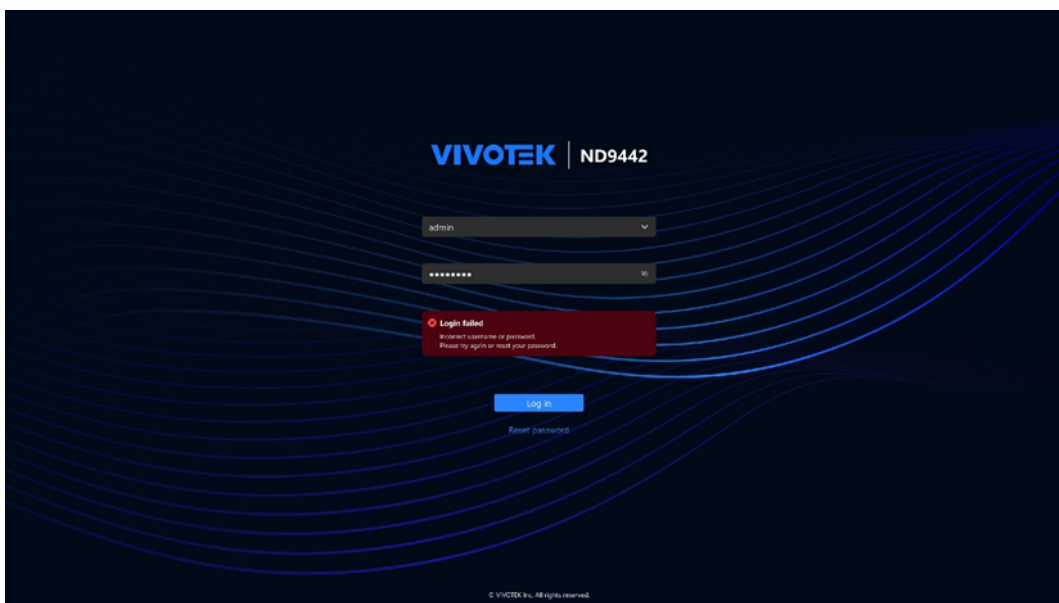 VIVOTEK | ND9442
admin
••••••••
Login failed
Incorrect username or password.
Please try again or reset your password.
Log in
Reset password
© VIVOTEK Inc. All rights reserved.